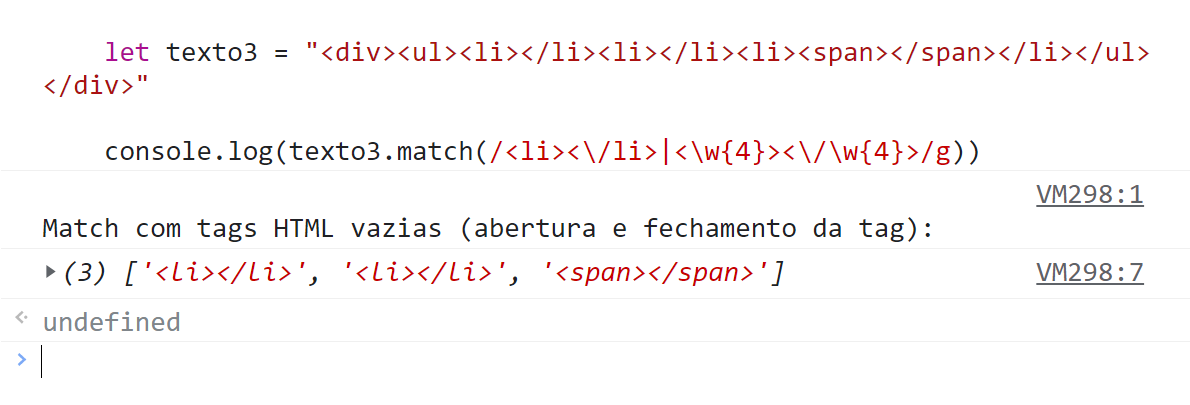 let texto3 = "<div><ul><li></li><li></li><li><span></span></li></ul>
</div>"
console.log(texto3.match(/<li><\/li>|<\w{4}><\/\w{4}>/g))
VM298:1
Match com tags HTML vazias (abertura e fechamento da tag):
(3) ['<li></li>', '<li></li>', '<span></span>'] VM298:7
undefined